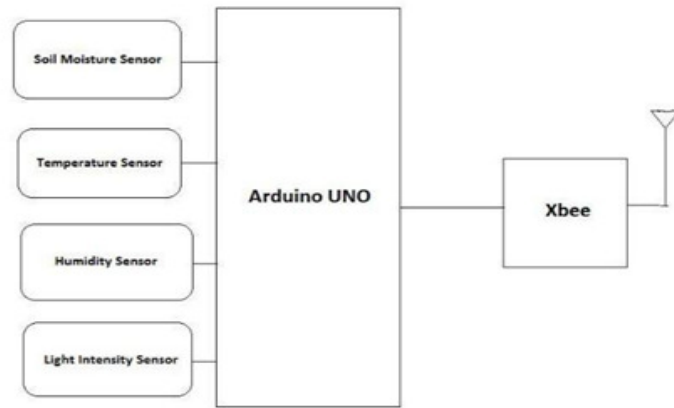 Soil Moisture Sensor
Temperature Sensor
Humidity Sensor
Light Intensity Sensor
Arduino UNO
Xbee